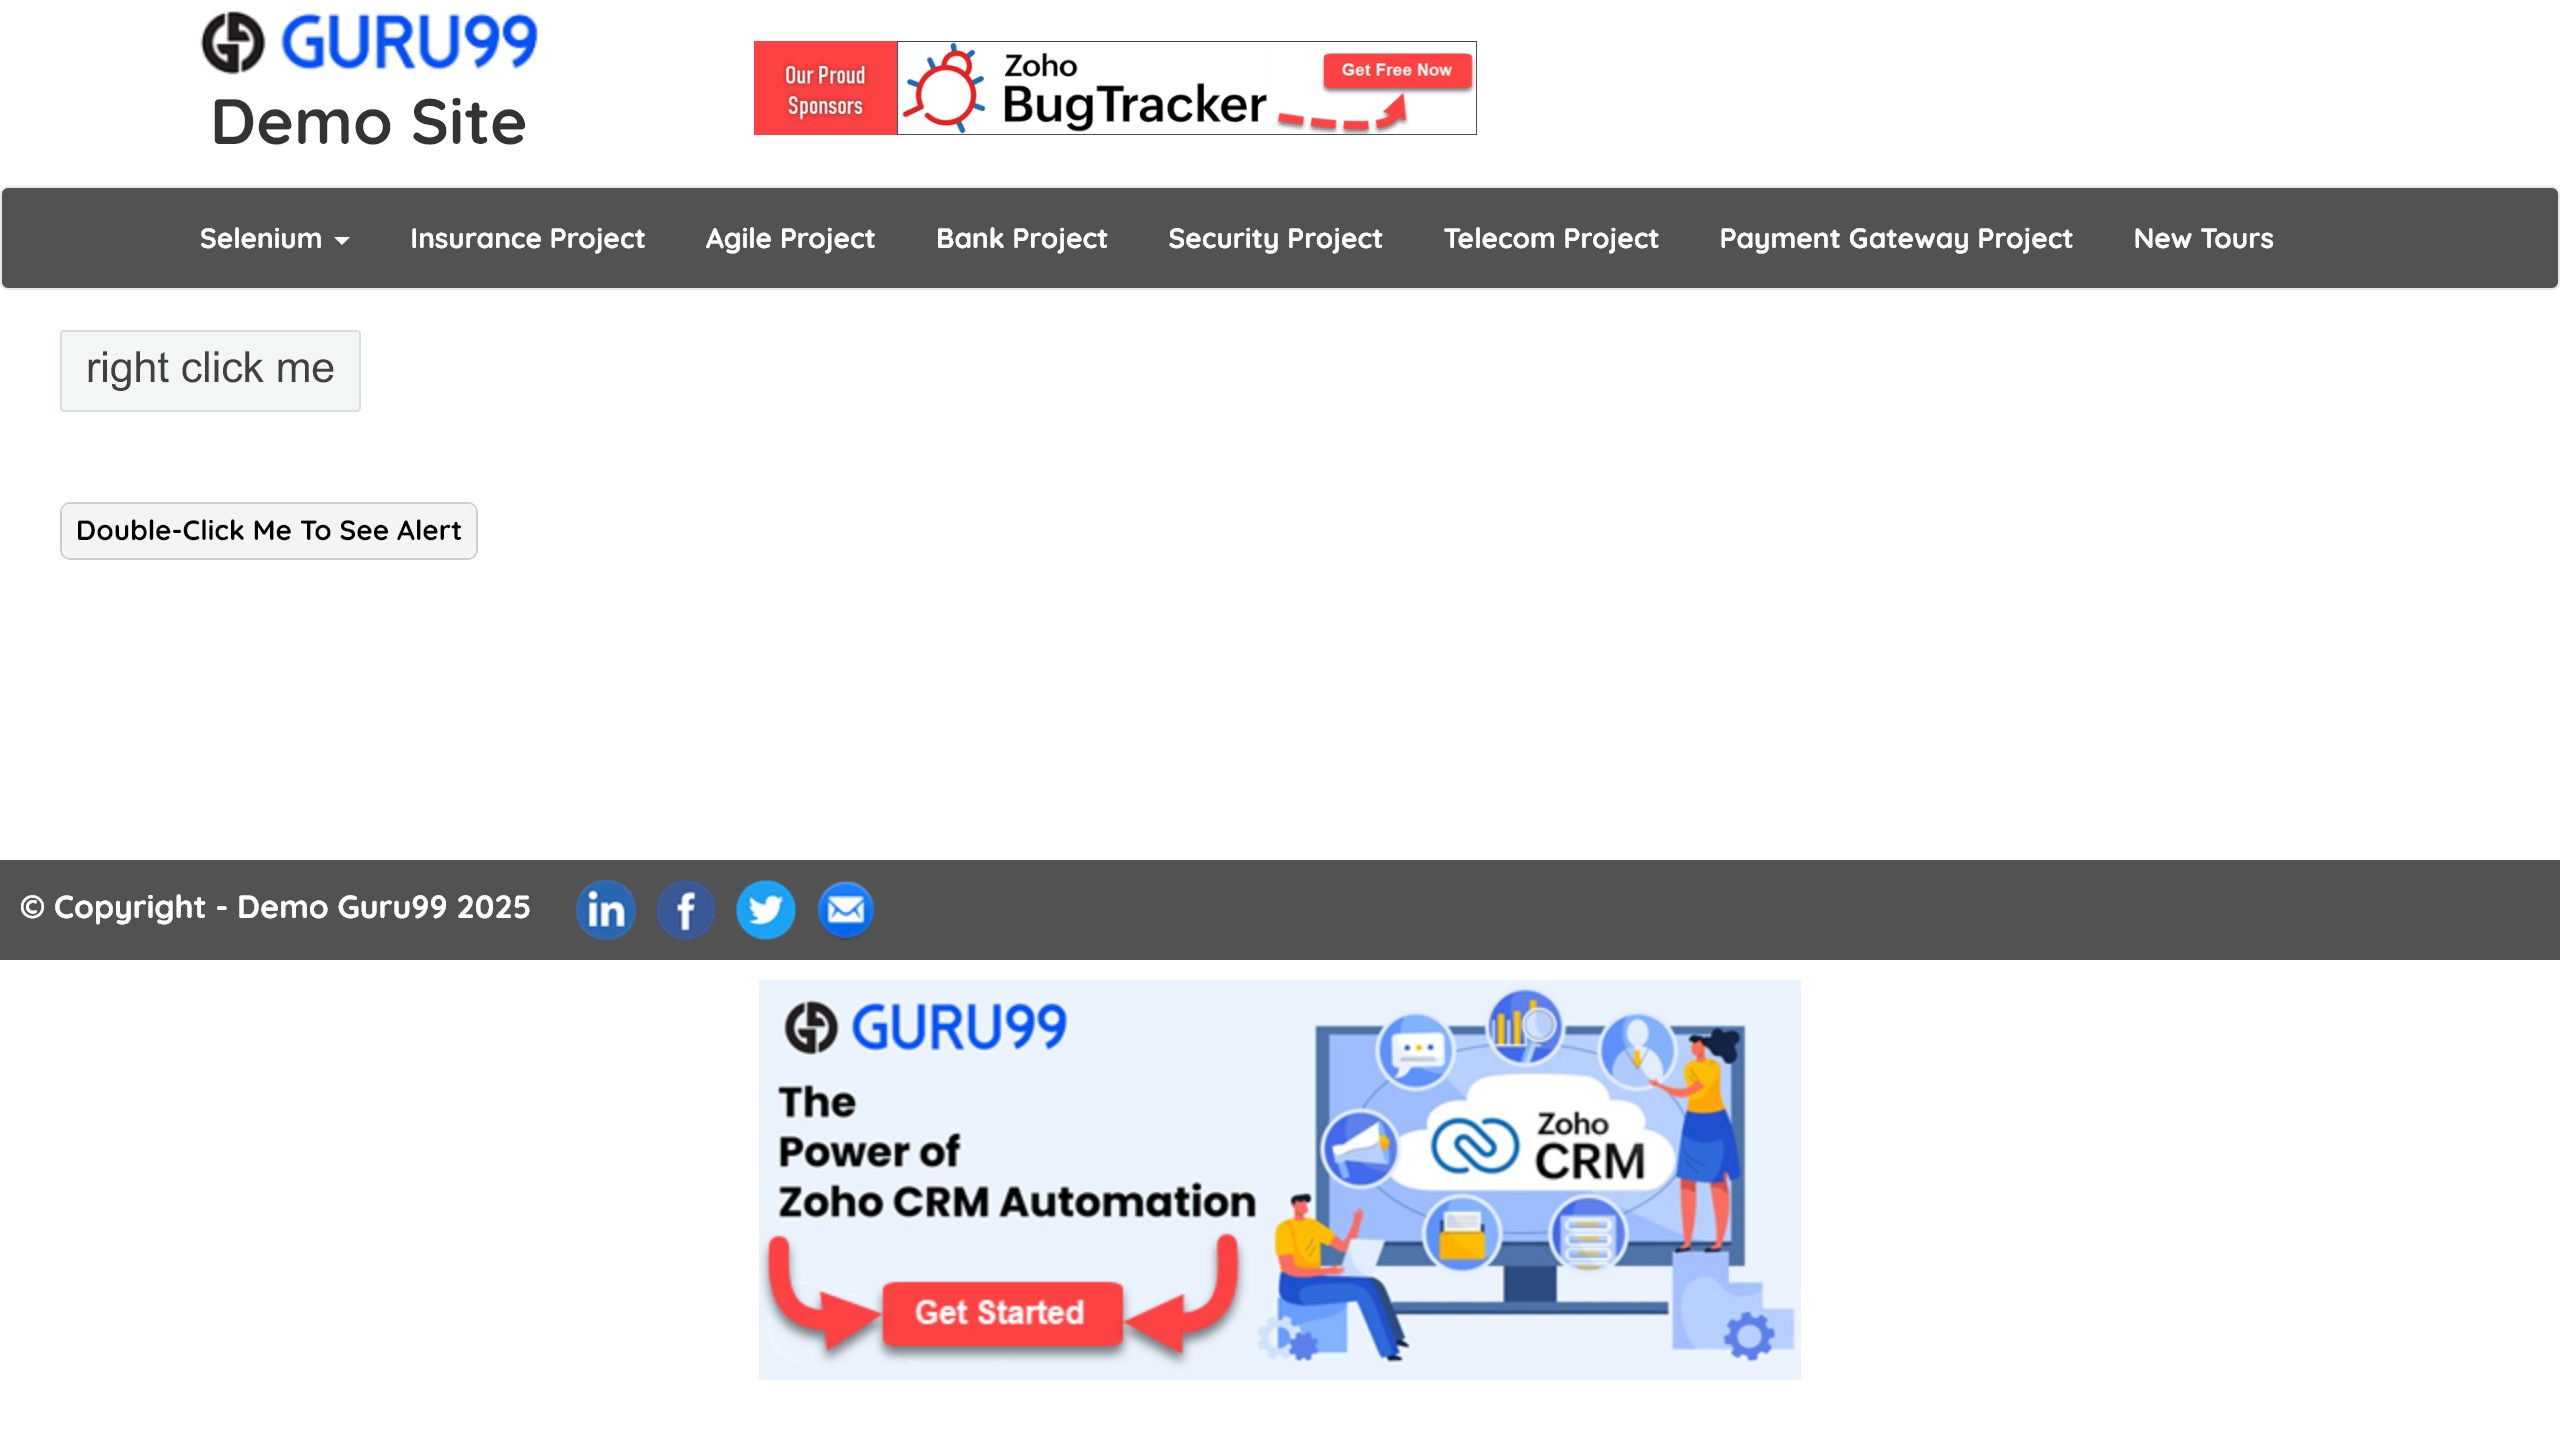 GURU99
Demo Site
Our Proud
Sponsors
Zoho
BugTracker
Get Free Now
Selenium
Insurance Project
Agile Project
Bank Project
Security Project
Telecom Project
Payment Gateway Project
New Tours
right click me
Double-Click Me To See Alert
© Copyright - Demo Guru99 2025
in
f
GURU99
The
Power of
Zoho CRM Automation
Get Started
Zoho
CRM